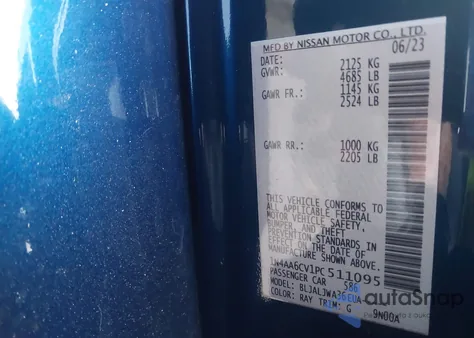 MFD BY NISSAN MOTOR CO., LTD.
DATE: 06/23
GVWR: 2125 KG
4685 LB
GAWR FR.: 1145 KG
2524 LB
GAWR RR.: 1000 KG
2205 LB
THIS VEHICLE CONFORMS TO
ALL APPLICABLE FEDERAL
MOTOR VEHICLE SAFETY,
BUMPER, AND THEFT
PREVENTION STANDARDS
IN EFFECT ON THE DATE OF
MANUFACTURE SHOWN ABOVE.
1N4AA6CV1PC511095
PASSENGER CAR 586
MODEL: BLJALJWA36EUA
COLOR: RAY TRIM: G 9N00A
autoSnap